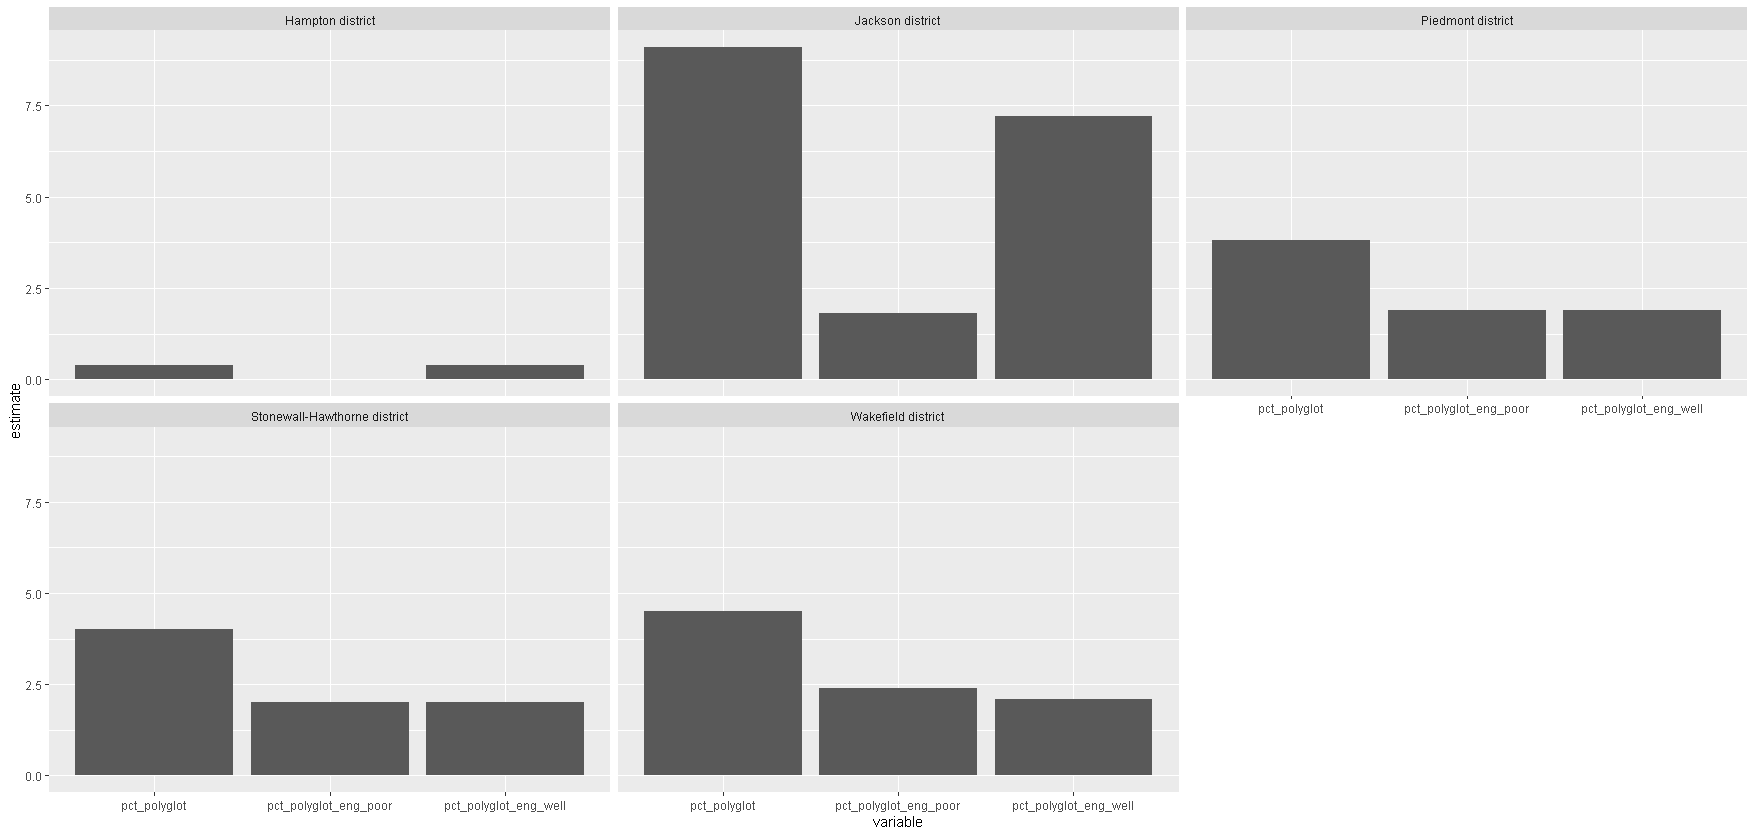 Hampton district
Jackson district
Piedmont district
7.5
5.0
2.5
0.0
pct_polyglot
pct_polyglot_eng_poor
pct_polyglot_eng_well
estimate
Stonewall-Hawthorne district
Wakefield district
7.5
5.0
2.5
0.0
pct_polyglot
pct_polyglot_eng_poor
pct_polyglot_eng_well
pct_polyglot
pct_polyglot_eng_poor
pct_polyglot_eng_well
variable